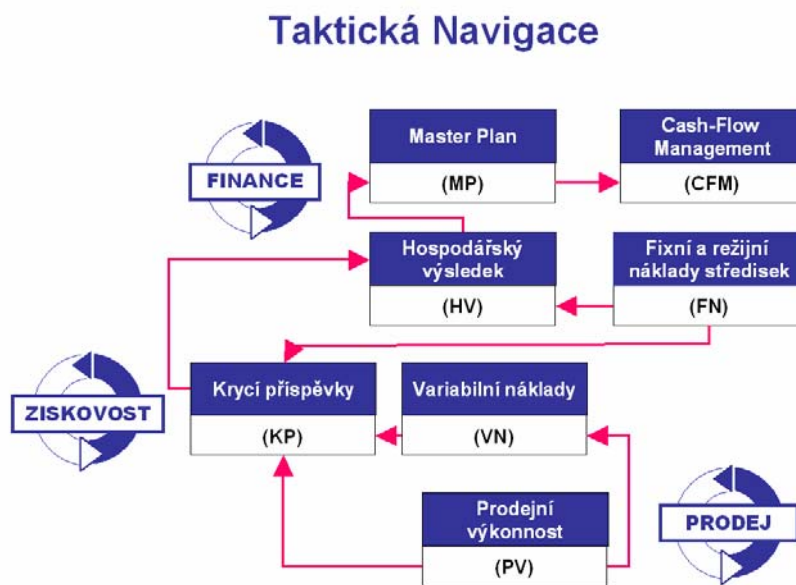 Taktická Navigace
FINANCE
Master Plan
(MP)
Cash-Flow
Management
(CFM)
Hospodářský
výsledek
(HV)
Fixní a režijní
náklady středisek
(FN)
ZISKOVOST
Krycí příspěvky
(KP)
Variabilní náklady
(VN)
Prodejní
výkonnost
(PV)
PRODEJ